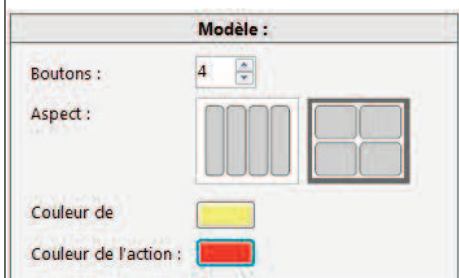 Modèle :
Boutons : 4
Aspect :
Couleur de
Couleur de l'action :